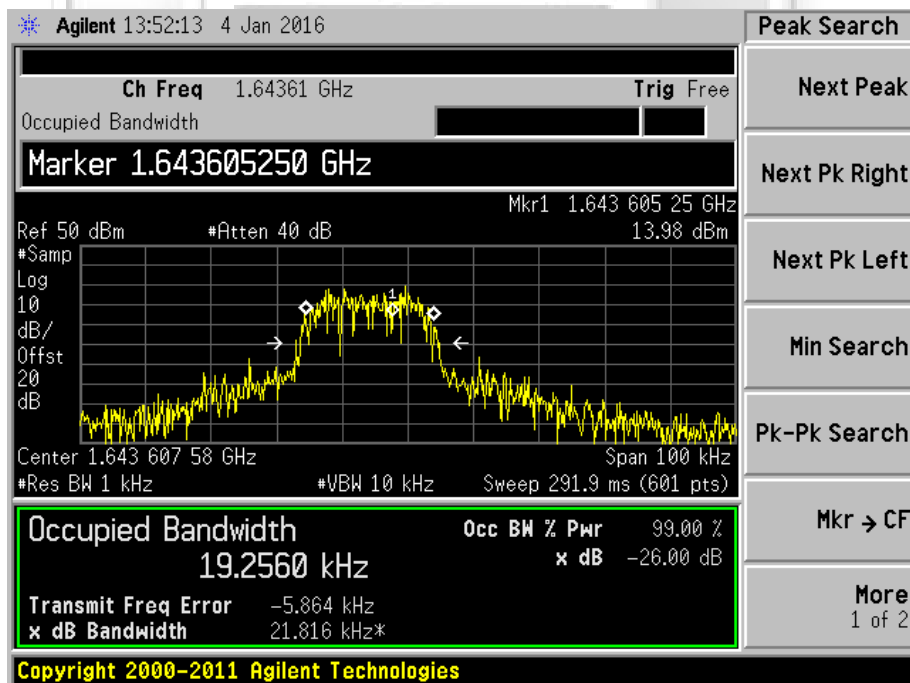 Agilent 13:52:13 4 Jan 2016 Peak Search
Ch Freq 1.64361 GHz Trig Free
Occupied Bandwidth
Marker 1.643605250 GHz
Mkr1 1.643 605 25 GHz
Ref 50 dBm #Atten 40 dB 13.98 dBm
#Samp
Log
10
dB/
Offst
20
dB
1
Center 1.643 607 58 GHz Span 100 kHz
#Res BW 1 kHz #VBW 10 kHz Sweep 291.9 ms (601 pts)
Occupied Bandwidth Occ BW % Pwr 99.00 %
19.2560 kHz x dB -26.00 dB
Transmit Freq Error -5.864 kHz
x dB Bandwidth 21.816 kHz*
Next Peak
Next Pk Right
Next Pk Left
Min Search
Pk-Pk Search
Mkr → CF
More
1 of 2
Copyright 2000-2011 Agilent Technologies